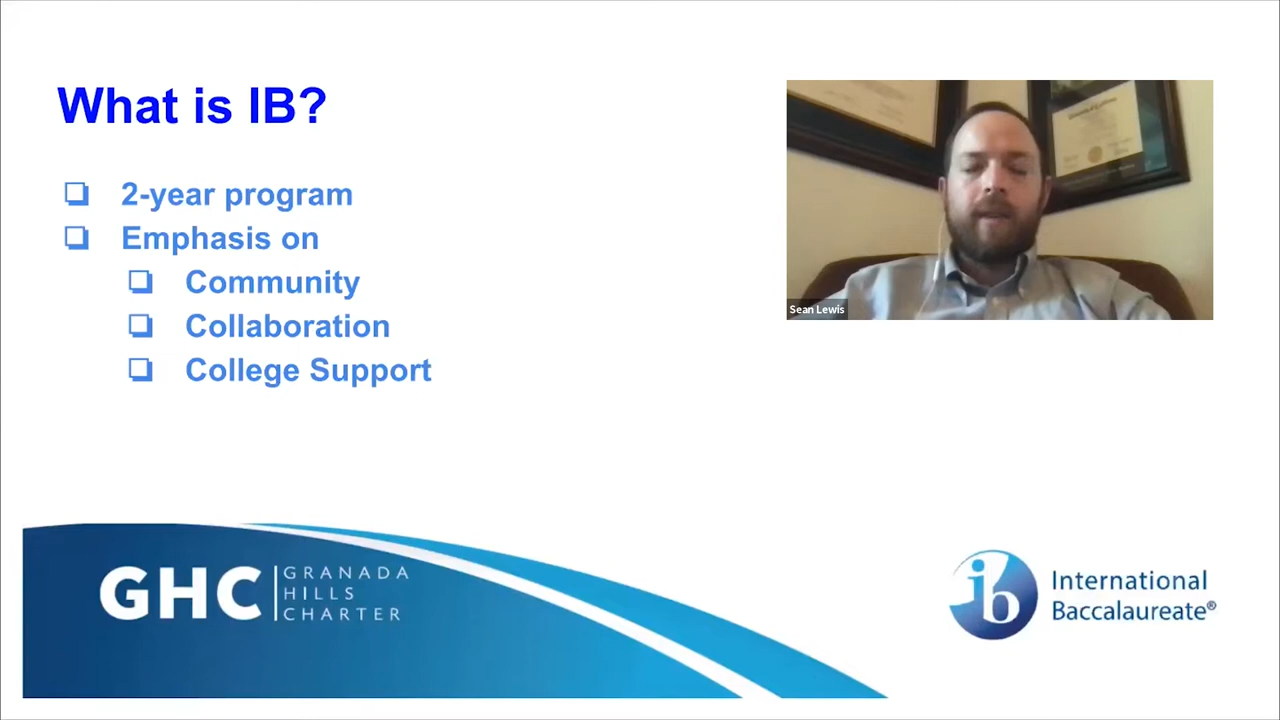 What is IB?
2-year program
Emphasis on
Community
Collaboration
College Support
Sean Lewis
GHC
GRANADA
HILLS
CHARTER
ib
International
Baccalaureate®